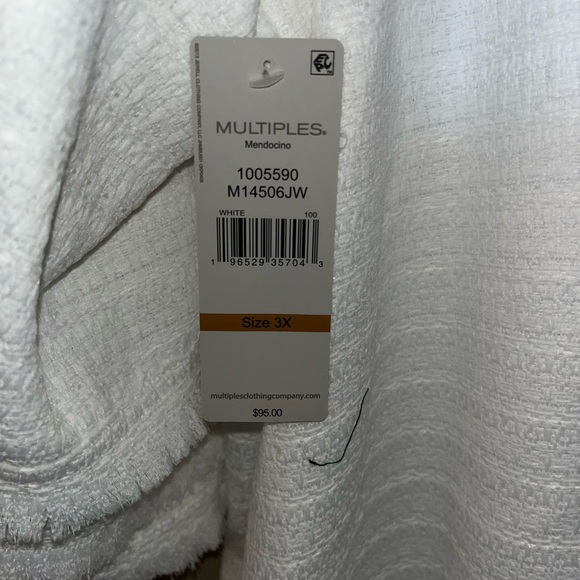 MULTIPLES®
Mendocino
1005590
M14506JW
WHITE 100
1 96529 35704 3
Size 3X
multiplesclothingcompany.com
$95.00